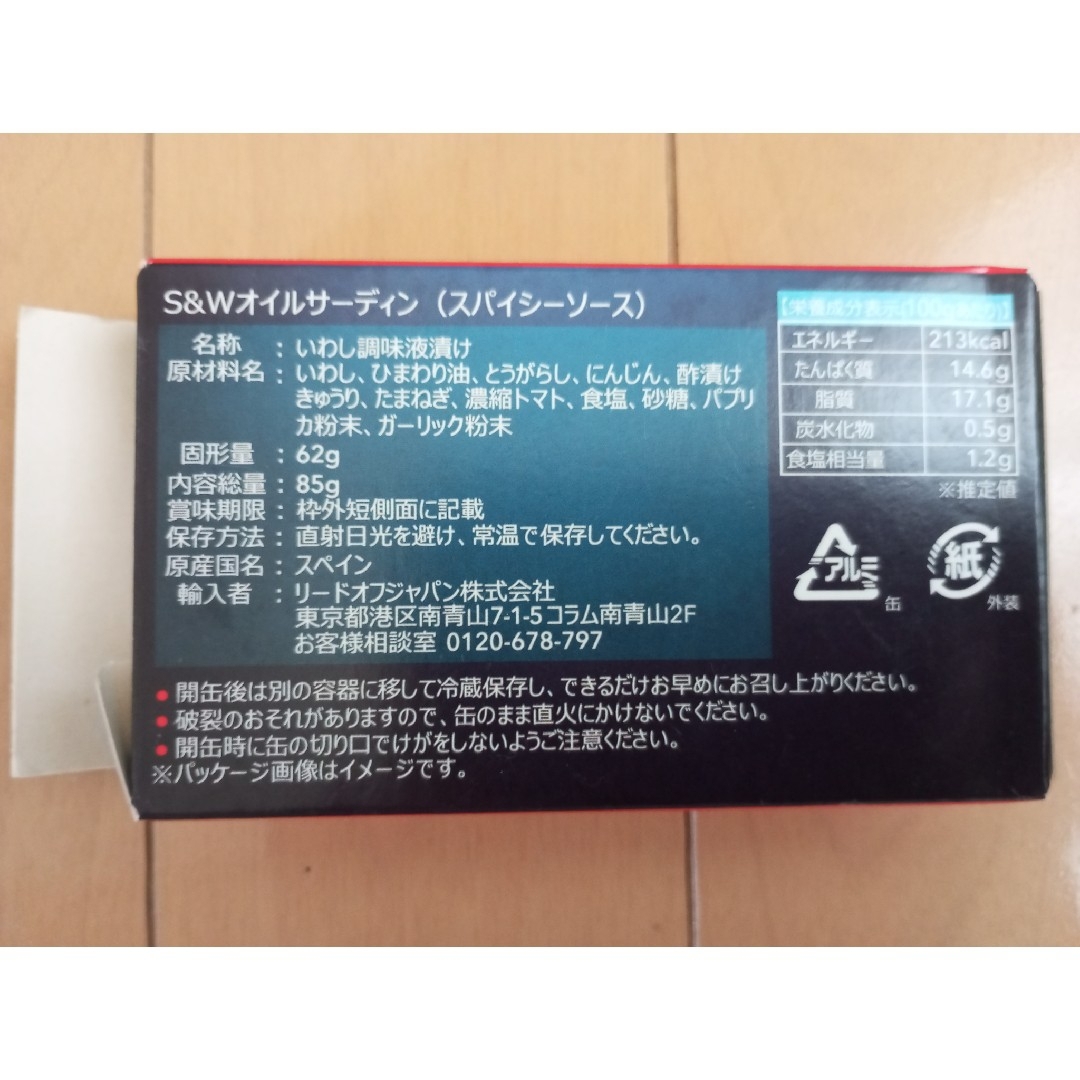 S&Wオイルサーディン（スパイシーソース）
名称 : いわし調味液漬け
原材料名 : いわし、ひまわり油、とうがらし、にんじん、酢漬け
きゅうり、たまねぎ、濃縮トマト、食塩、砂糖、パプリ
カ粉末、ガーリック粉末
固形量 : 62g
内容総量 : 85g
賞味期限 : 枠外短側面に記載
保存方法 : 直射日光を避け、常温で保存してください。
原産国名 : スペイン
輸入者 : リードオフジャパン株式会社
東京都港区南青山7-1-5コラム南青山2F
お客様相談室 0120-678-797
【栄養成分表示(100gあたり)】
エネルギー 213kcal
たんぱく質 14.6g
脂質 17.1g
炭水化物 0.5g
食塩相当量 1.2g
※推定値
アルミ
缶
紙
外装
●開缶後は別の容器に移して冷蔵保存し、できるだけお早めにお召し上がりください。
●破裂のおそれがありますので、缶のまま直火にかけないでください。
●開缶時に缶の切り口でけがをしないようご注意ください。
※パッケージ画像はイメージです。